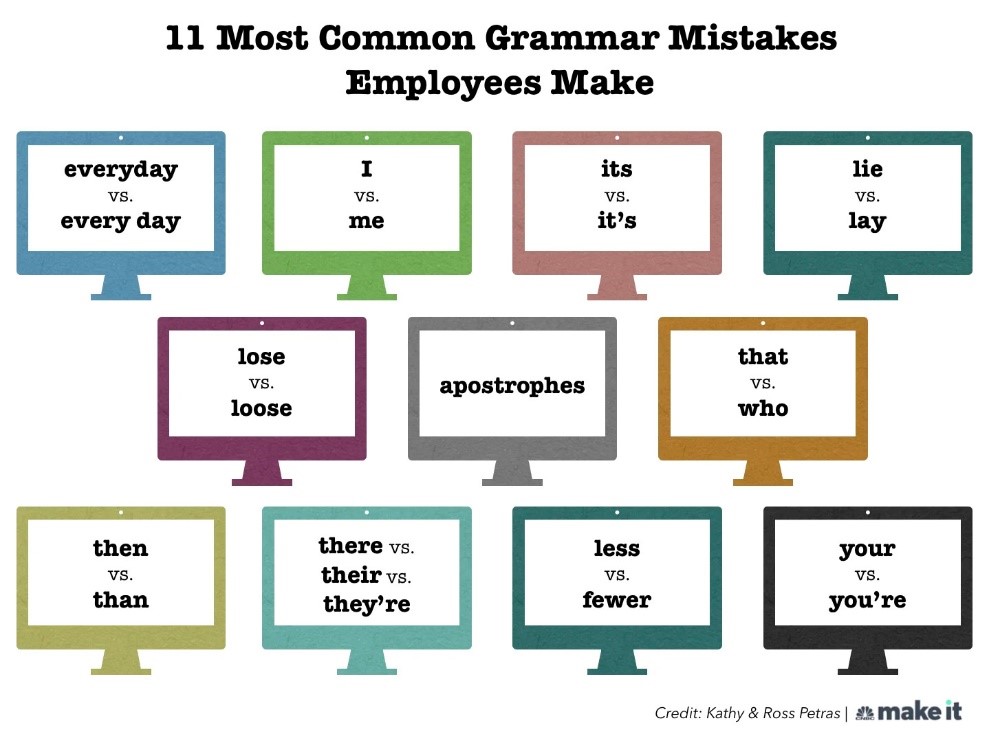 11 Most Common Grammar Mistakes
Employees Make
everyday
vs.
every day
I
vs.
me
its
vs.
it's
lie
vs.
lay
lose
vs.
loose
apostrophes
that
vs.
who
then
vs.
than
there vs.
their vs.
they're
less
vs.
fewer
your
vs.
you're
Credit: Kathy & Ross Petras | CNBC make it